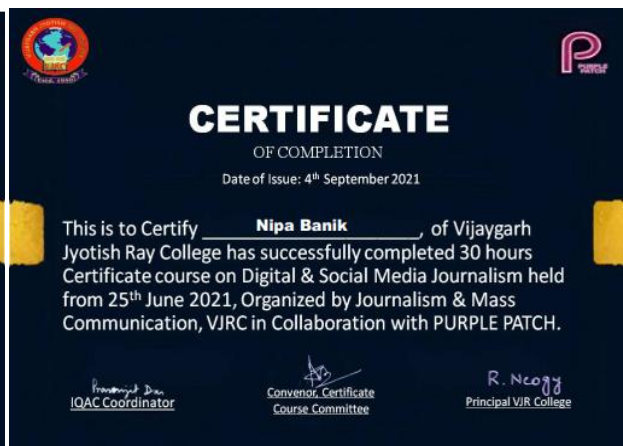 P
PURPLE
PATCH
CERTIFICATE
OF COMPLETION
Date of Issue: 4th September 2021
This is to Certify Nipa Banik, of Vijaygarh
Jyotish Ray College has successfully completed 30 hours
Certificate course on Digital & Social Media Journalism held
from 25th June 2021, Organized by Journalism & Mass
Communication, VJRC in Collaboration with PURPLE PATCH.
R. Neogy
IQAC Coordinator
Convenor, Certificate
Course Committee
Principal VJR College